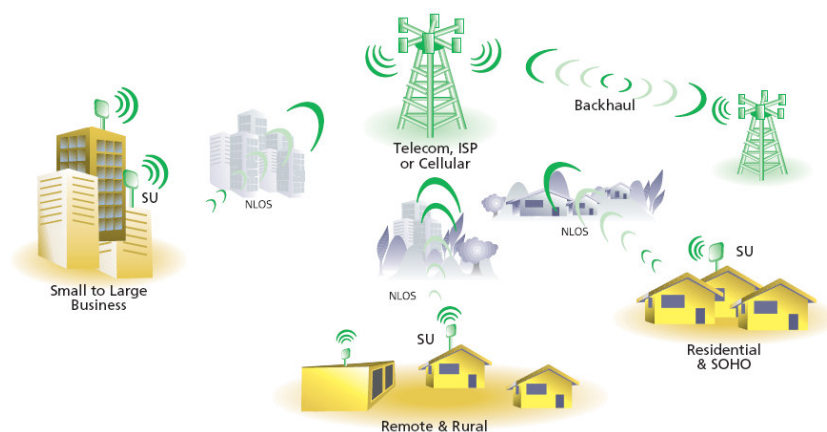 Backhaul
Telecom, ISP
or Cellular
SU
NLOS
NLOS
SU
Small to Large
Business
NLOS
SU
Residential
& SOHO
Remote & Rural